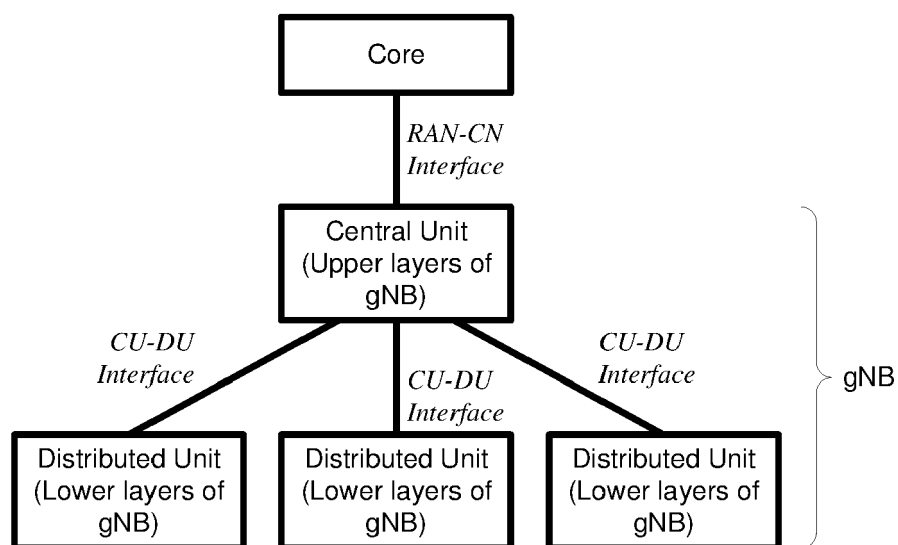 Core
RAN-CN
Interface
Central Unit
(Upper layers of
gNB)
CU-DU
Interface
CU-DU
Interface
CU-DU
Interface
gNB
Distributed Unit
(Lower layers of
gNB)
Distributed Unit
(Lower layers of
gNB)
Distributed Unit
(Lower layers of
gNB)